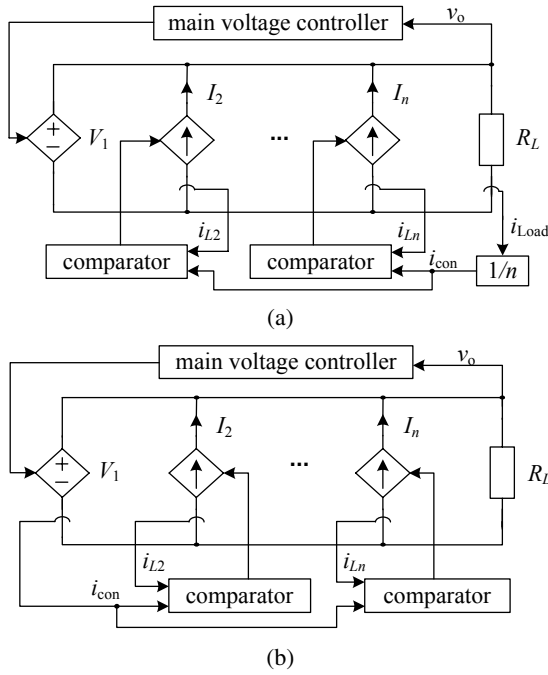 main voltage controller
vo
V1
I2
...
In
RL
iL2
iLn
iLoad
icon
comparator
comparator
1/n
(a)
main voltage controller
vo
V1
I2
...
In
RL
iL2
iLn
icon
comparator
comparator
(b)